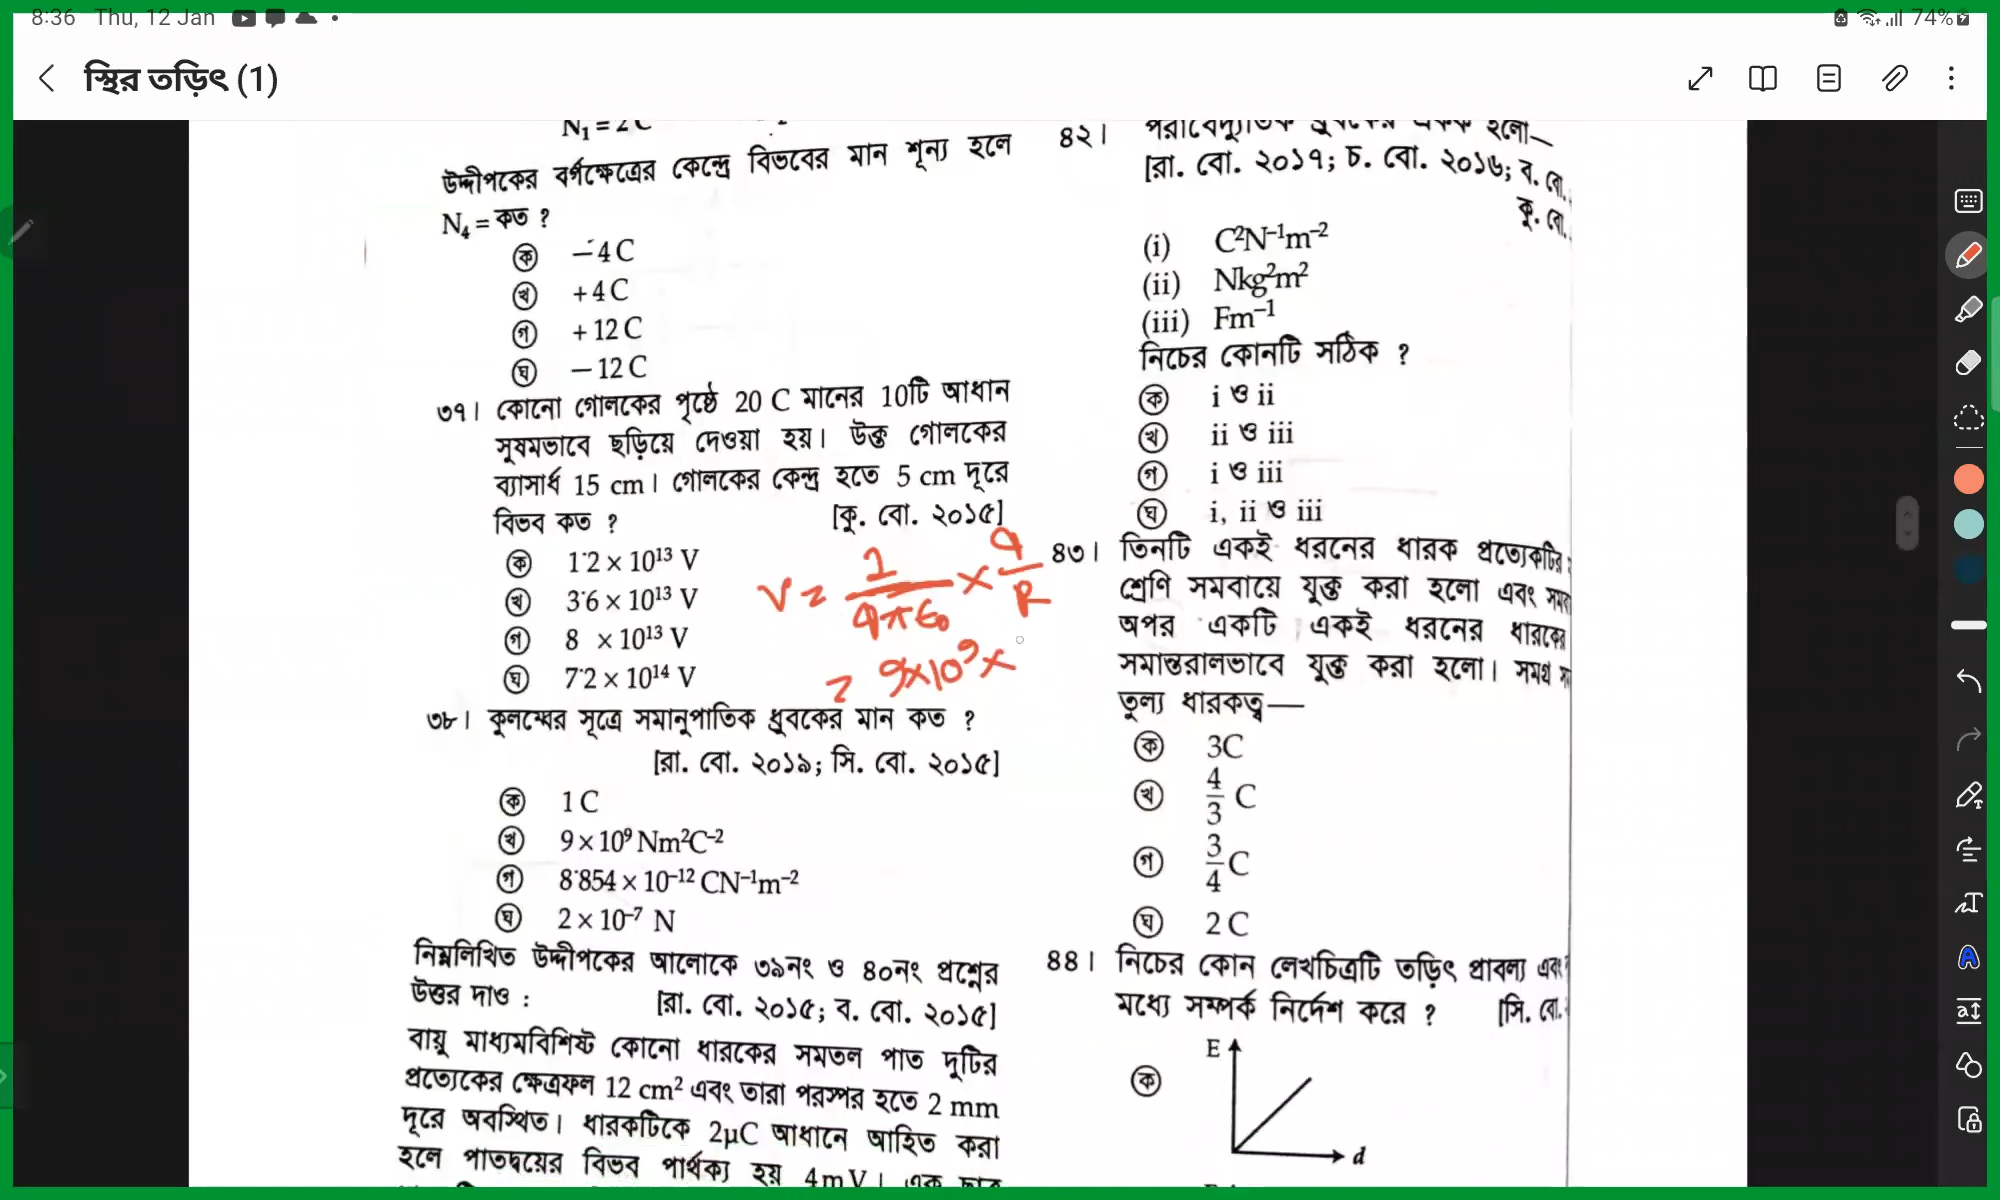 8:36 Thu, 12 Jan
74%
স্থির তড়িৎ (1)
উদ্দীপকের বর্গক্ষেত্রের কেন্দ্রে বিভবের মান শূন্য হলে
N₄ = কত ?
ক −4 C
খ +4 C
গ +12 C
ঘ −12 C
৩৭। কোনো গোলকের পৃষ্ঠে 20 C মানের 10টি আধান
সুষমভাবে ছড়িয়ে দেওয়া হয়। উক্ত গোলকের
ব্যাসার্ধ 15 cm। গোলকের কেন্দ্র হতে 5 cm দূরে
বিভব কত ? [কু. বো. ২০১৫]
ক 1·2 × 10¹³ V
খ 3·6 × 10¹³ V
গ 8 × 10¹³ V
ঘ 7·2 × 10¹⁴ V
V = 1/4πϵ₀ × q/R
= 9×10⁹×
৩৮। কুলম্বের সূত্রে সমানুপাতিক ধ্রুবকের মান কত ?
[রা. বো. ২০১৯; সি. বো. ২০১৫]
ক 1 C
খ 9 × 10⁹ Nm²C⁻²
গ 8·854 × 10⁻¹² CN⁻¹m⁻²
ঘ 2 × 10⁻⁷ N
নিম্নলিখিত উদ্দীপকের আলোকে ৩৯নং ও ৪০নং প্রশ্নের
উত্তর দাও : [রা. বো. ২০১৫; ব. বো. ২০১৫]
বায়ু মাধ্যমবিশিষ্ট কোনো ধারকের সমতল পাত দুটির
প্রত্যেকের ক্ষেত্রফল 12 cm² এবং তারা পরস্পর হতে 2 mm
দূরে অবস্থিত। ধারকটিকে 2μC আধানে আহিত করা
হলে পাতদ্বয়ের বিভব পার্থক্য হয় 4mV।
৪২। পরাবৈদ্যুতিক ধ্রুবকের একক হলো—
[রা. বো. ২০১৭; চ. বো. ২০১৬; ব. বো.
কু. বো.
(i) C²N⁻¹m⁻²
(ii) Nkg²m²
(iii) Fm⁻¹
নিচের কোনটি সঠিক ?
ক i ও ii
খ ii ও iii
গ i ও iii
ঘ i, ii ও iii
৪৩। তিনটি একই ধরনের ধারক প্রত্যেকটির
শ্রেণি সমবায়ে যুক্ত করা হলো এবং
অপর একটি একই ধরনের ধারকের
সমান্তরালভাবে যুক্ত করা হলো। সমগ্র
তুল্য ধারকত্ব—
ক 3C
খ 4/3 C
গ 3/4 C
ঘ 2 C
৪৪। নিচের কোন লেখচিত্রটি তড়িৎ প্রাবল্য এবং
মধ্যে সম্পর্ক নির্দেশ করে ? [সি. বো.
ক
E
d